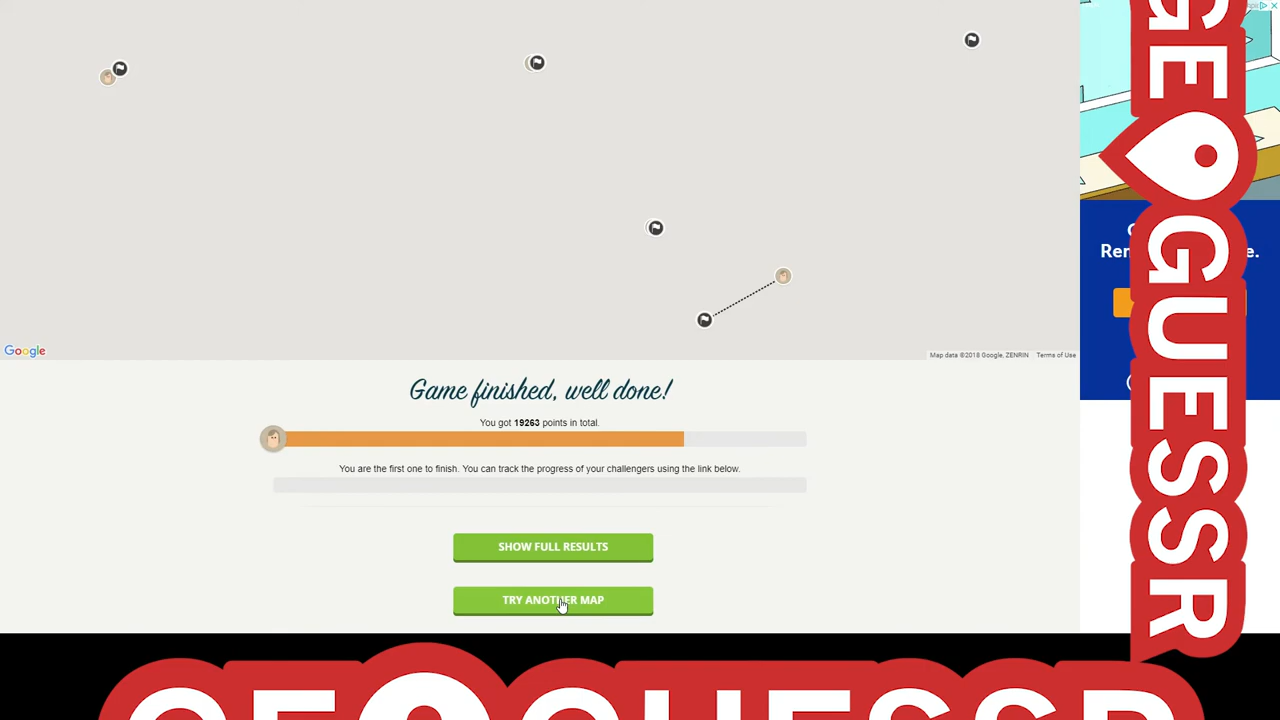 Google
Map data ©2018 Google, ZENRIN
Terms of Use
Game finished, well done!
You got 19263 points in total.
You are the first one to finish. You can track the progress of your challengers using the link below.
SHOW FULL RESULTS
TRY ANOTHER MAP
GEOGUESSR
GEOGUESSR